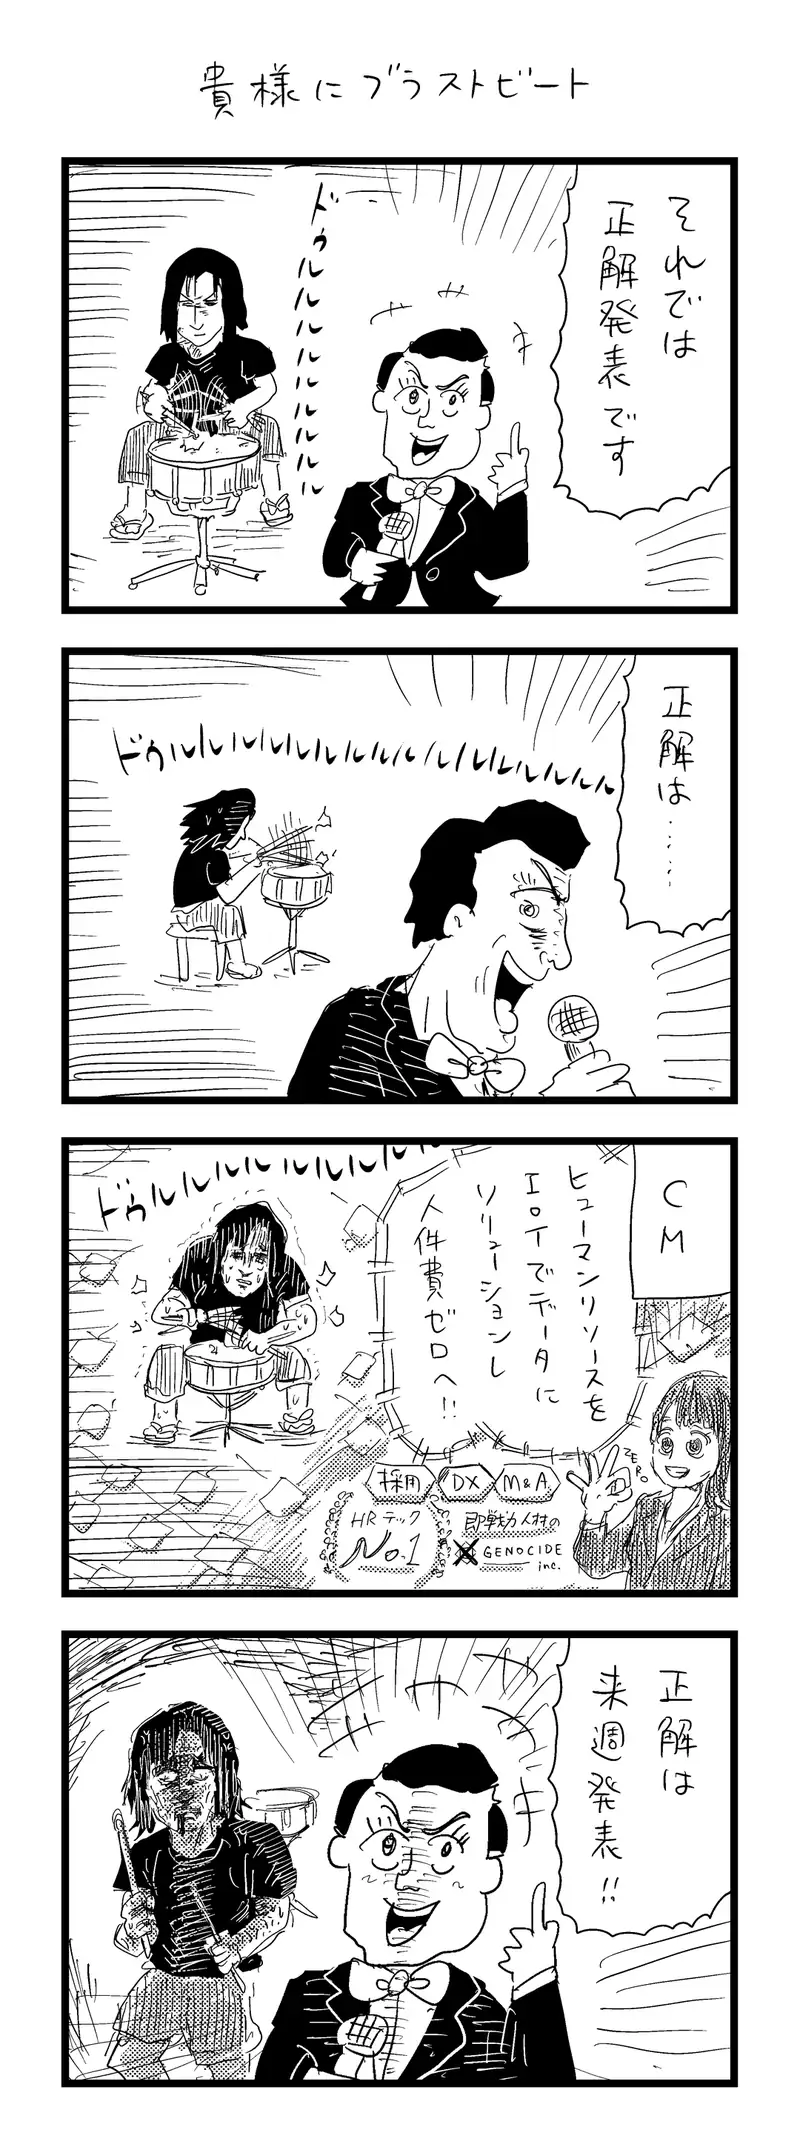 貴様にブラストビート
それでは
正解発表です
ドゥルルルルルルルルル
正解は……
ドゥルルルルルルルルルルルルルルルル
CM
ヒューマンリソースを
IoTでデータに
ソリューションし
人件費ゼロへ!!
ドゥルルルルルルルルルル
ZERO
採用
DX
M&A
HRテック
No.1
即戦力人材の
GENOCIDE
inc.
正解は
来週発表!!